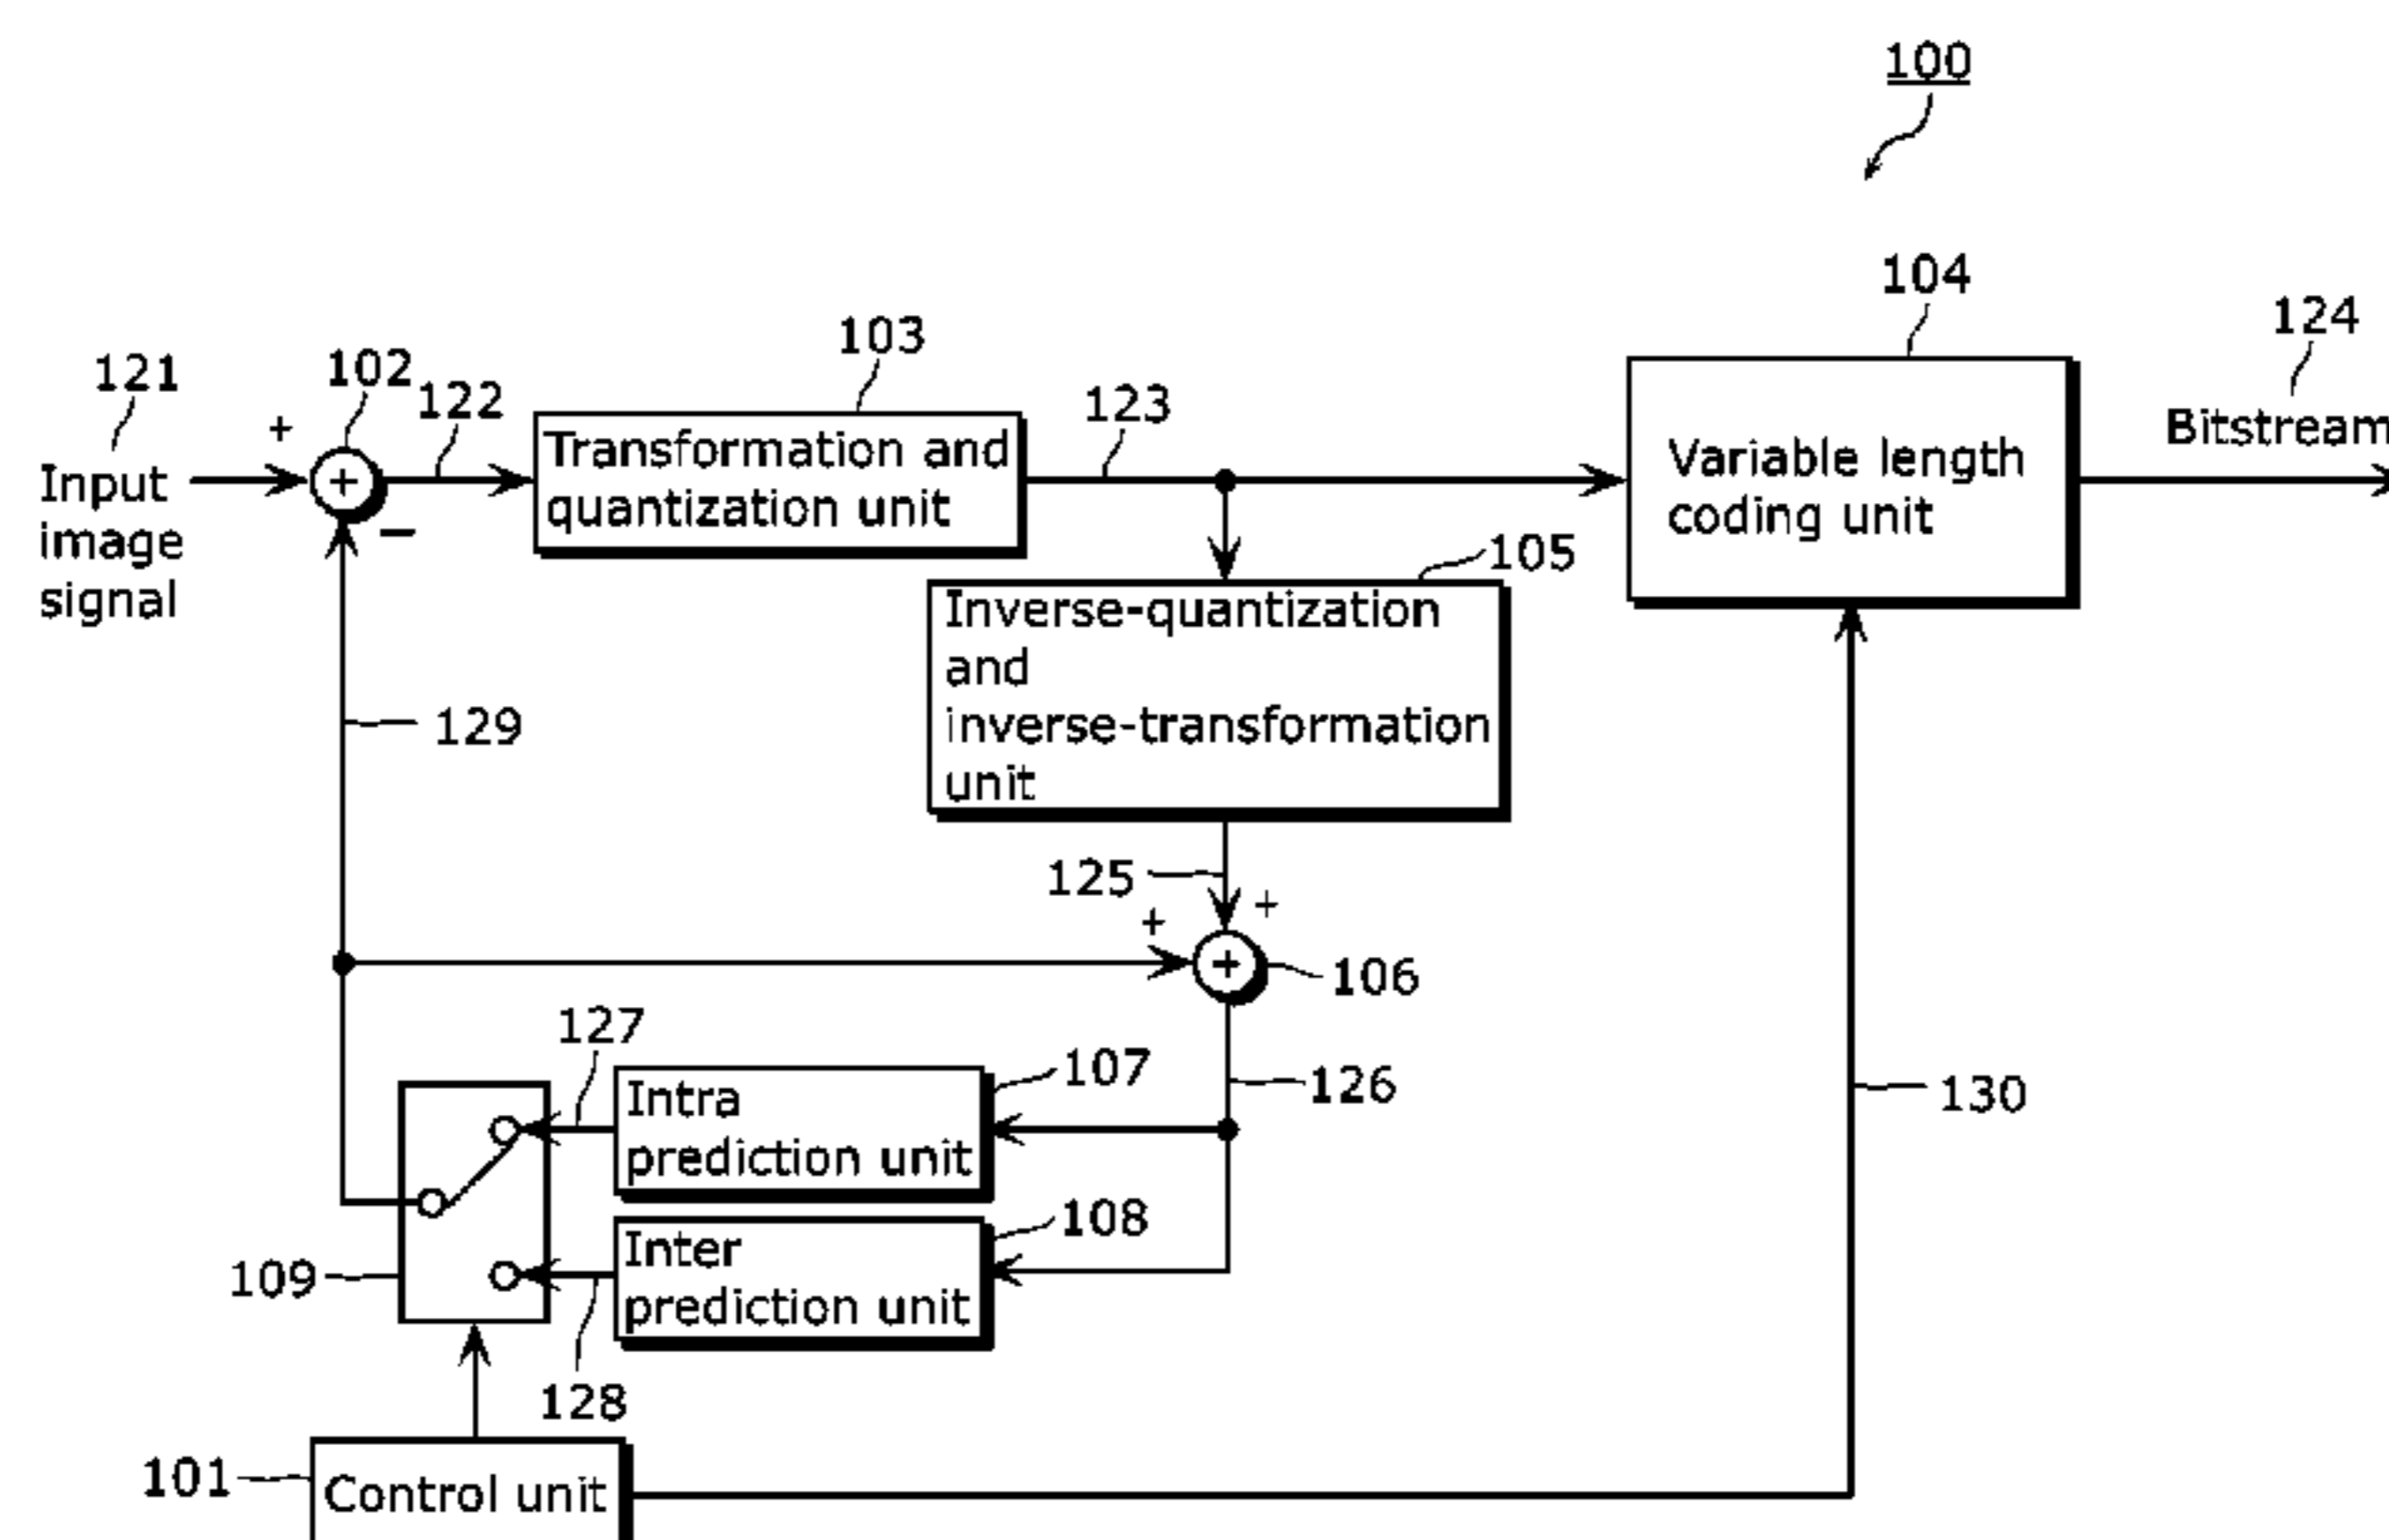 100
104
124
103
121
102
122
123
Bitstream
Transformation and
quantization unit
Variable length
coding unit
Input
image
signal
+
+
−
105
Inverse-quantization
and
inverse-transformation
unit
129
125
+
+
+
106
127
107
126
130
Intra
prediction unit
108
Inter
prediction unit
109
128
101
Control unit